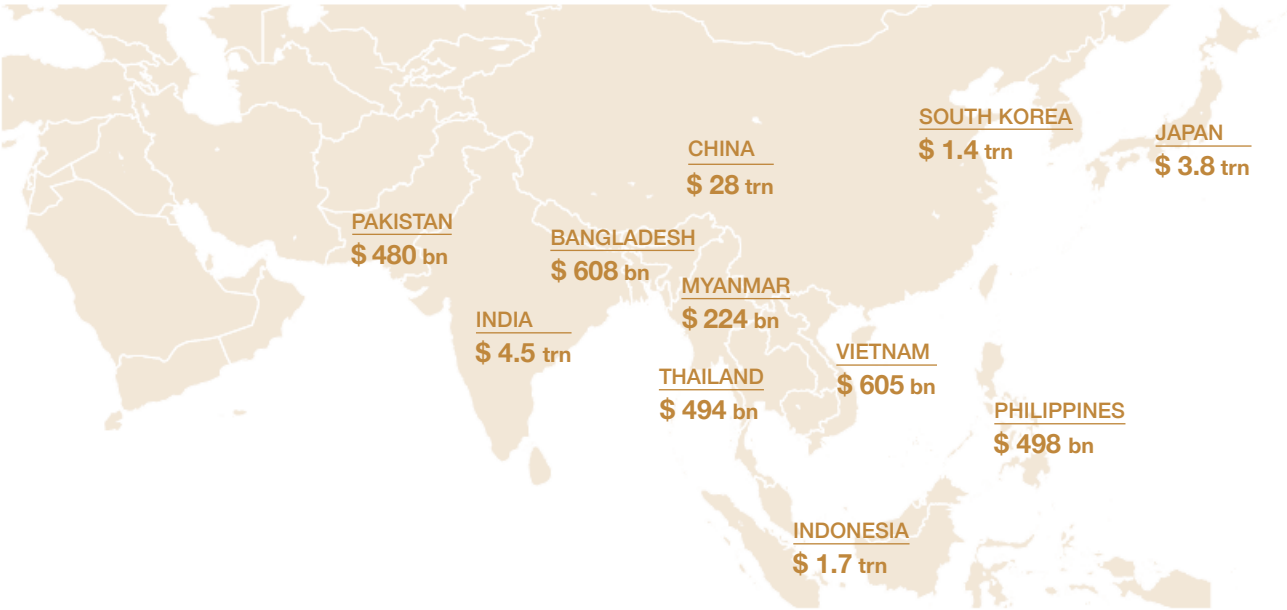 SOUTH KOREA
$ 1.4 trn
JAPAN
$ 3.8 trn
CHINA
$ 28 trn
PAKISTAN
$ 480 bn
BANGLADESH
$ 608 bn
MYANMAR
$ 224 bn
INDIA
$ 4.5 trn
VIETNAM
$ 605 bn
THAILAND
$ 494 bn
PHILIPPINES
$ 498 bn
INDONESIA
$ 1.7 trn